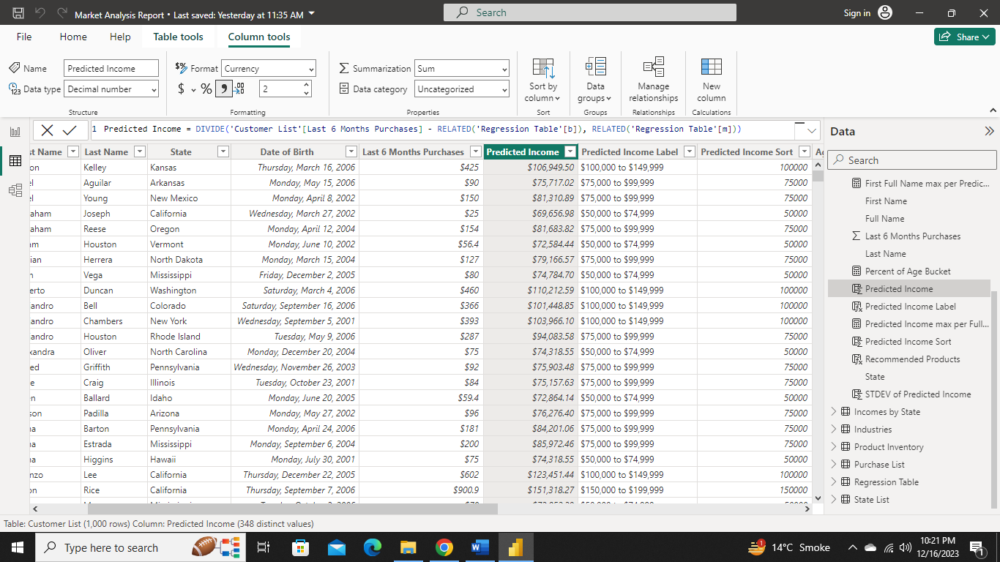 Market Analysis Report • Last saved: Yesterday at 11:35 AM
Search
Sign in
File Home Help Table tools Column tools
Share
Name Predicted Income
Data type Decimal number
Structure
$% Format Currency
$ % 2
Formatting
Summarization Sum
Data category Uncategorized
Properties
Sort by column
Sort
Data groups
Groups
Manage relationships
Relationships
New column
Calculations
1 Predicted Income = DIVIDE('Customer List'[Last 6 Months Purchases] - RELATED('Regression Table'[b]), RELATED('Regression Table'[m]))
st Name Last Name State Date of Birth Last 6 Months Purchases Predicted Income Predicted Income Label Predicted Income Sort Ag
on Kelley Kansas Thursday, March 16, 2006 $425 $106,949.50 $100,000 to $149,999 100000
el Aguilar Arkansas Monday, May 15, 2006 $90 $75,717.02 $75,000 to $99,999 75000
el Young New Mexico Monday, April 8, 2002 $150 $81,310.89 $75,000 to $99,999 75000
aham Joseph California Wednesday, March 27, 2002 $25 $69,656.98 $50,000 to $74,999 50000
aham Reese Oregon Monday, April 12, 2004 $154 $81,683.82 $75,000 to $99,999 75000
am Houston Vermont Monday, June 10, 2002 $56.4 $72,584.44 $50,000 to $74,999 50000
ian Herrera North Dakota Monday, March 15, 2004 $127 $79,166.57 $75,000 to $99,999 75000
Vega Mississippi Friday, December 2, 2005 $80 $74,784.70 $50,000 to $74,999 50000
erto Duncan Washington Saturday, March 4, 2006 $460 $110,212.59 $100,000 to $149,999 100000
andro Bell Colorado Saturday, September 16, 2006 $366 $101,448.85 $100,000 to $149,999 100000
andro Chambers New York Wednesday, September 5, 2001 $393 $103,966.10 $100,000 to $149,999 100000
andro Houston Rhode Island Tuesday, May 9, 2006 $287 $94,083.58 $75,000 to $99,999 75000
xandra Oliver North Carolina Monday, December 20, 2004 $75 $74,318.55 $50,000 to $74,999 50000
ed Griffith Pennsylvania Wednesday, November 26, 2003 $92 $75,903.48 $75,000 to $99,999 75000
e Craig Illinois Tuesday, October 23, 2001 $84 $75,157.63 $75,000 to $99,999 75000
n Ballard Idaho Monday, June 20, 2005 $59.4 $72,864.14 $50,000 to $74,999 50000
son Padilla Arizona Monday, May 27, 2002 $96 $76,276.40 $75,000 to $99,999 75000
na Barton Pennsylvania Monday, April 24, 2006 $181 $84,201.06 $75,000 to $99,999 75000
na Estrada Mississippi Monday, September 6, 2004 $200 $85,972.46 $75,000 to $99,999 75000
na Higgins Hawaii Monday, July 30, 2001 $75 $74,318.55 $50,000 to $74,999 50000
nzo Lee California Thursday, December 22, 2005 $602 $123,451.44 $100,000 to $149,999 100000
on Rice California Thursday, September 7, 2006 $900.9 $151,318.27 $150,000 to $199,999 150000
Data
Search
First Full Name max per Predic...
First Name
Full Name
Last 6 Months Purchases
Last Name
Percent of Age Bucket
Predicted Income
Predicted Income Label
Predicted Income max per Full...
Predicted Income Sort
Recommended Products
State
STDEV of Predicted Income
Incomes by State
Industries
Product Inventory
Purchase List
Regression Table
State List
Table: Customer List (1,000 rows) Column: Predicted Income (348 distinct values)
Type here to search
14°C Smoke
10:21 PM
12/16/2023